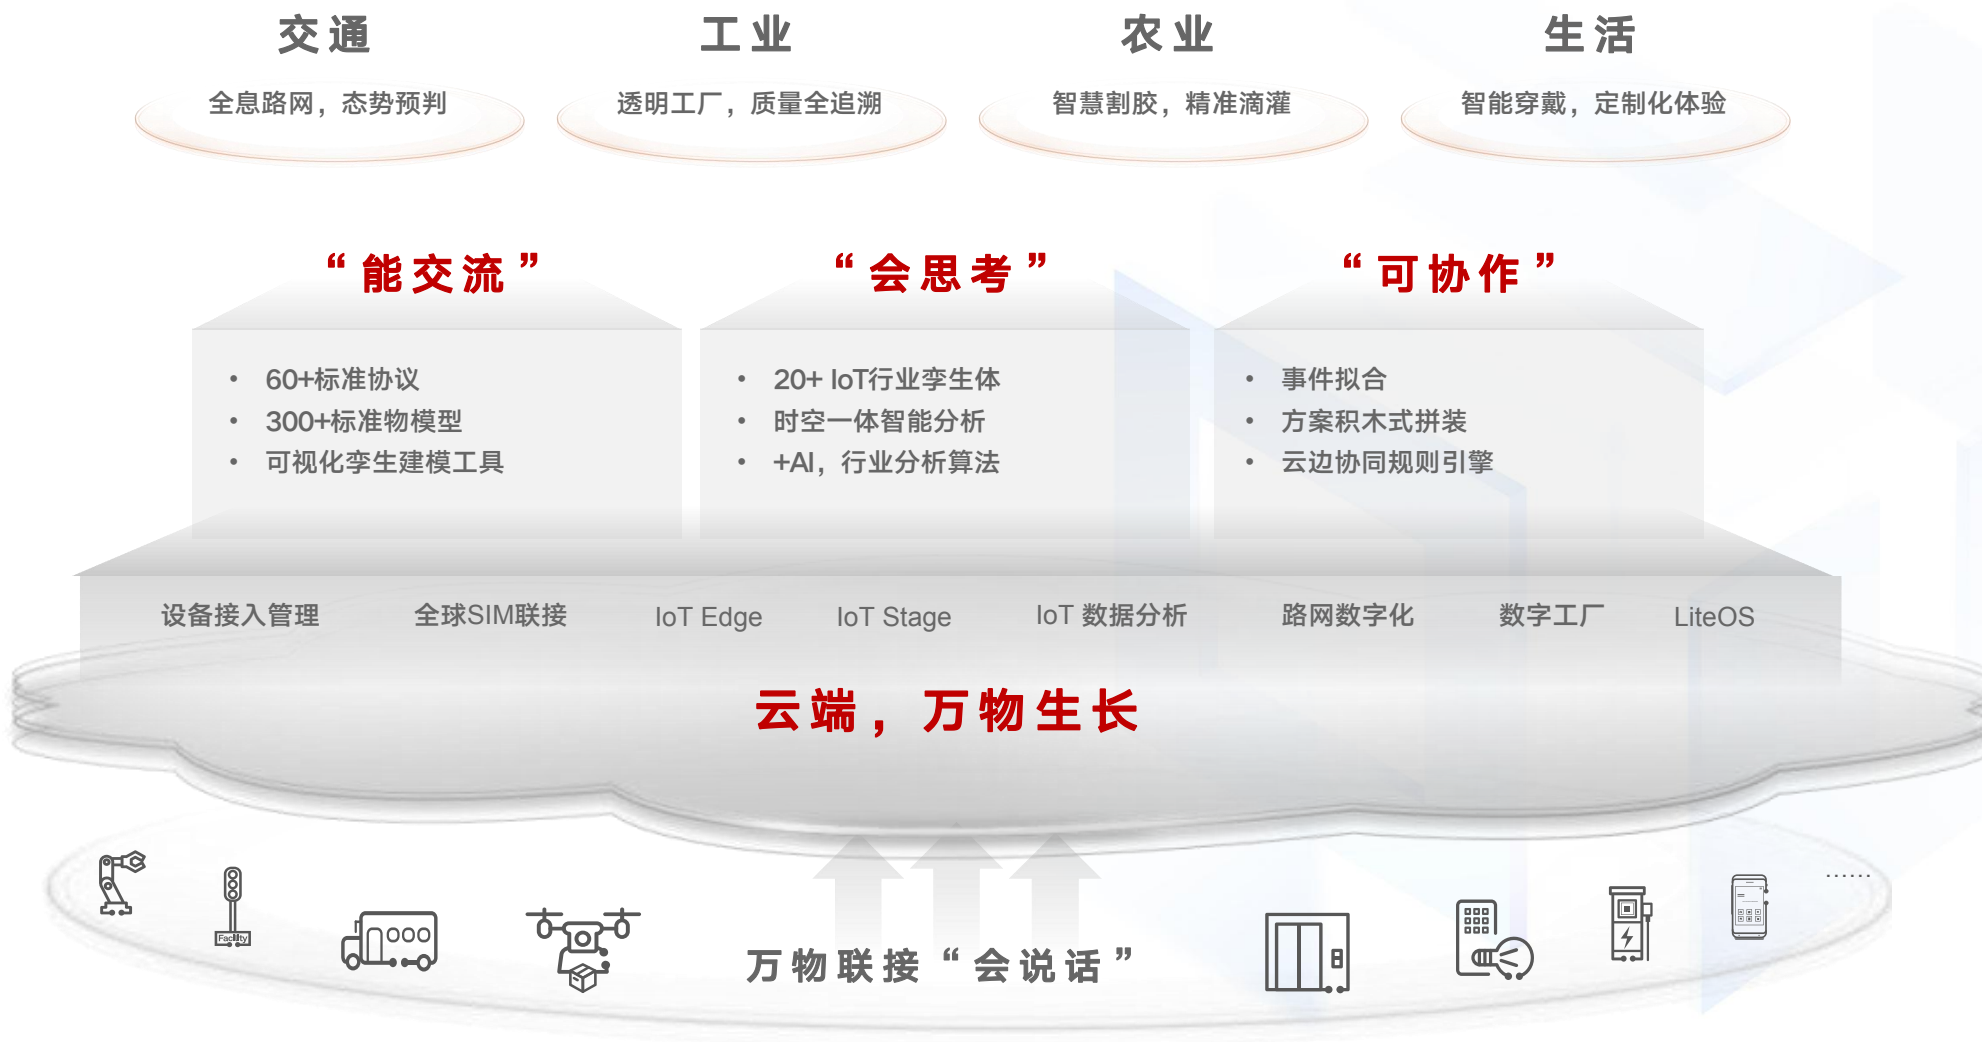 交通
工业
农业
生活
全息路网，态势预判
透明工厂，质量全追溯
智慧割胶，精准滴灌
智能穿戴，定制化体验
“能交流”
“会思考”
“可协作”
• 60+标准协议
• 300+标准物模型
• 可视化孪生建模工具
• 20+ IoT行业孪生体
• 时空一体智能分析
• +AI，行业分析算法
• 事件拟合
• 方案积木式拼装
• 云边协同规则引擎
设备接入管理
全球SIM联接
IoT Edge
IoT Stage
IoT 数据分析
路网数字化
数字工厂
LiteOS
云端，万物生长
Facility
万物联接“会说话”
......